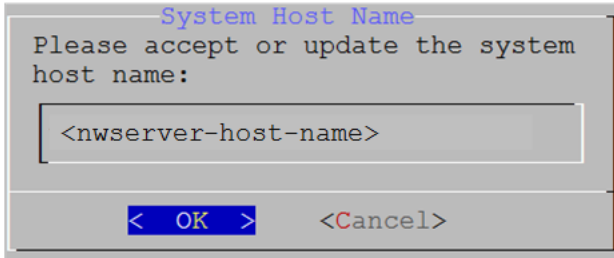 System Host Name
Please accept or update the system
host name:
<nwserver-host-name>
< OK > <Cancel>